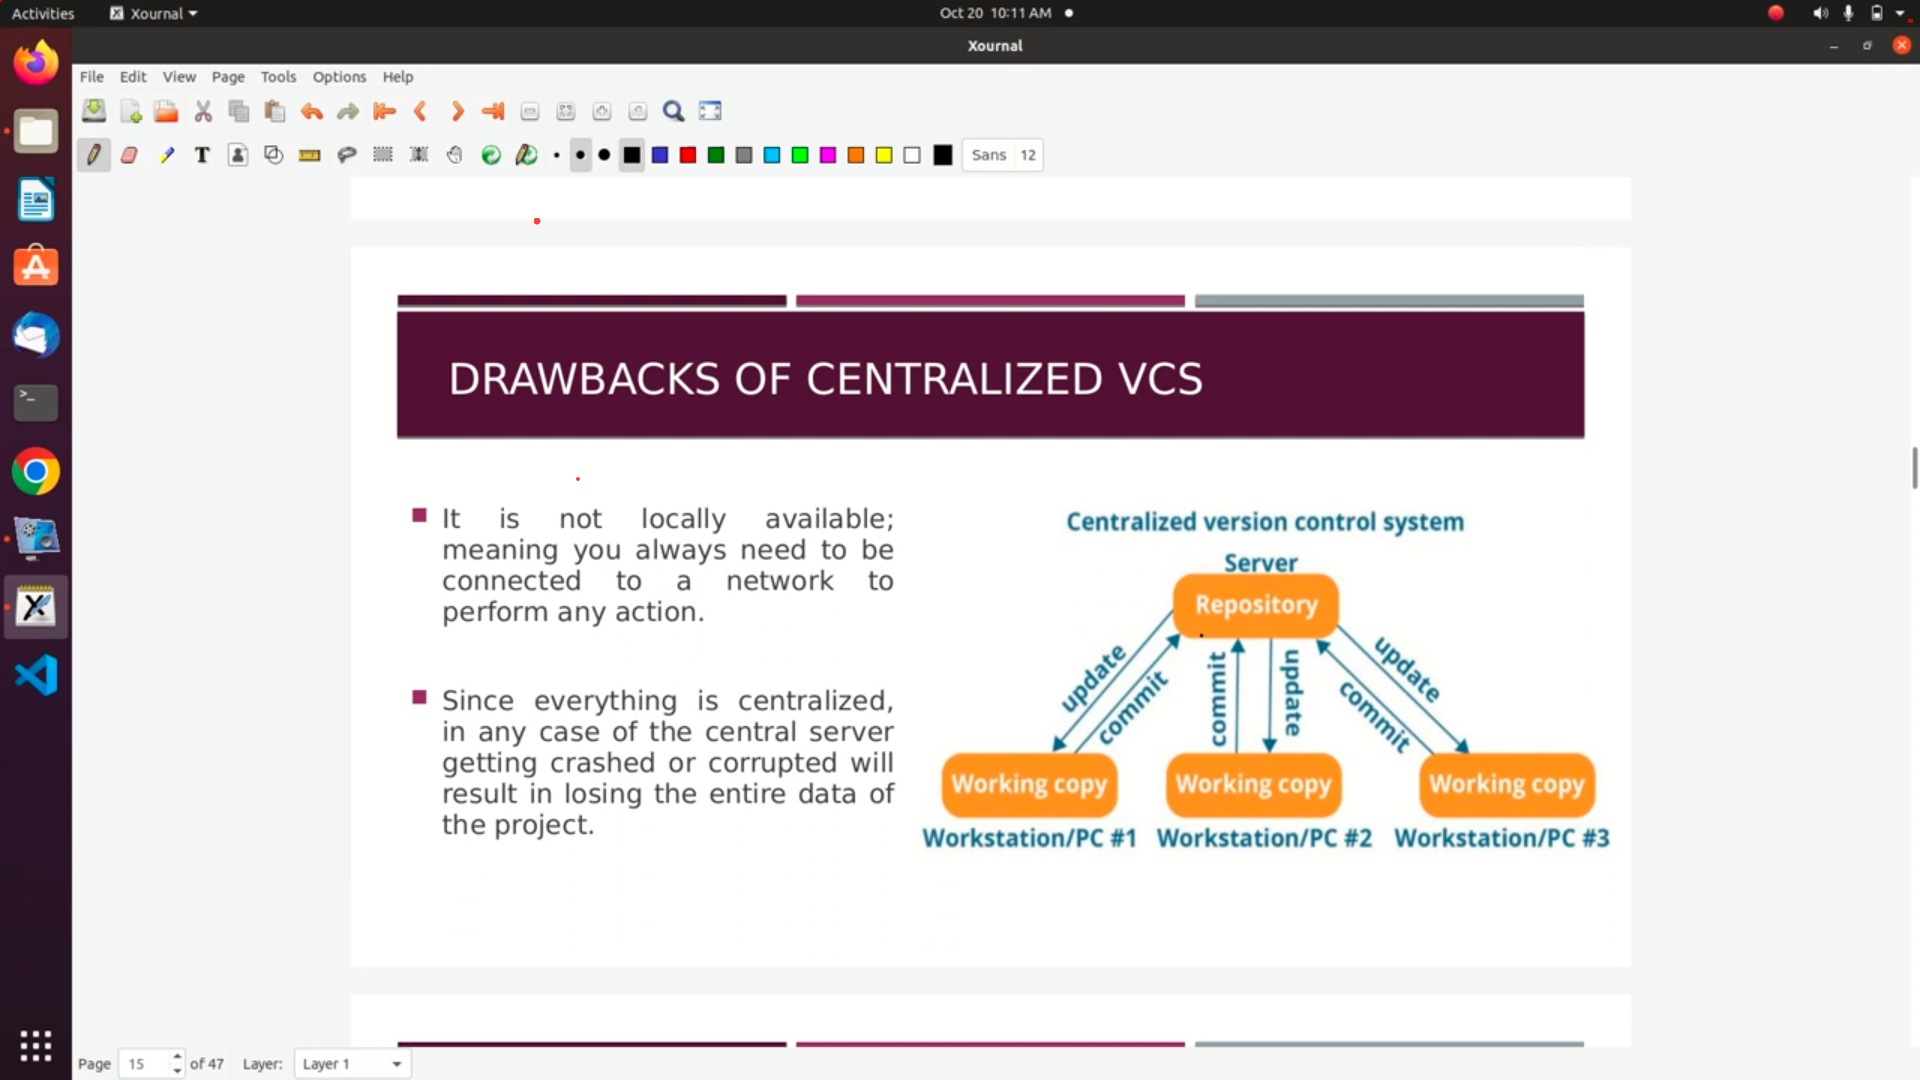 Activities
Xournal
Oct 20 10:11 AM
Xournal
File Edit View Page Tools Options Help
Sans 12
DRAWBACKS OF CENTRALIZED VCS
It is not locally available;
meaning you always need to be
connected to a network to
perform any action.
Since everything is centralized,
in any case of the central server
getting crashed or corrupted will
result in losing the entire data of
the project.
Centralized version control system
Server
Repository
update
commit
commit
update
update
commit
Working copy
Working copy
Working copy
Workstation/PC #1
Workstation/PC #2
Workstation/PC #3
Page 15 of 47 Layer: Layer 1